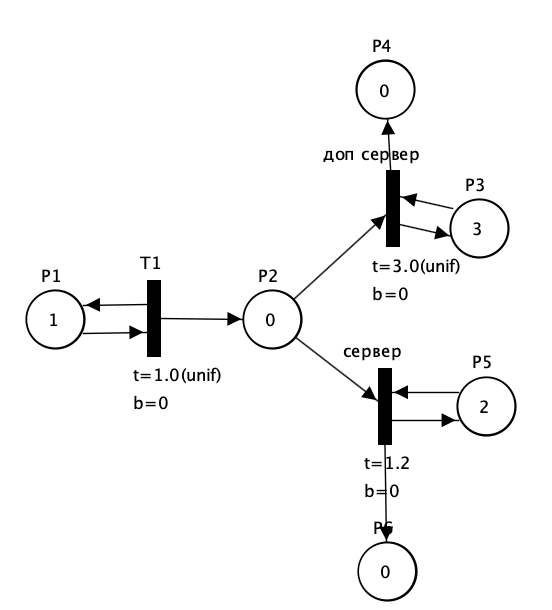 P4
0
доп сервер
P3
3
t=3.0(unif)
b=0
P1
1
T1
t=1.0(unif)
b=0
P2
0
сервер
P5
2
t=1.2
b=0
P6
0